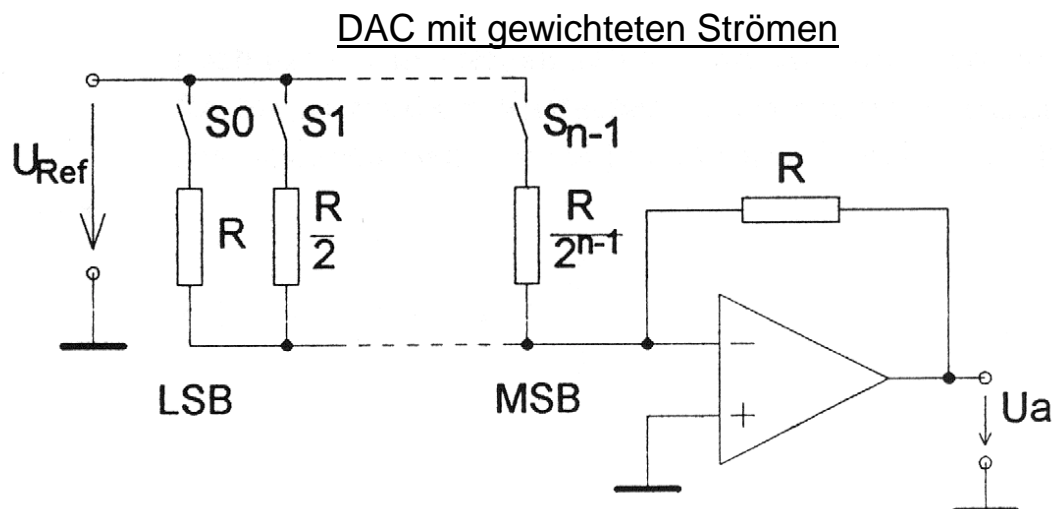 DAC mit gewichteten Strömen
S0 S1 Sn-1
URef
R R/2 R/2n-1 R
LSB MSB
− +
Ua